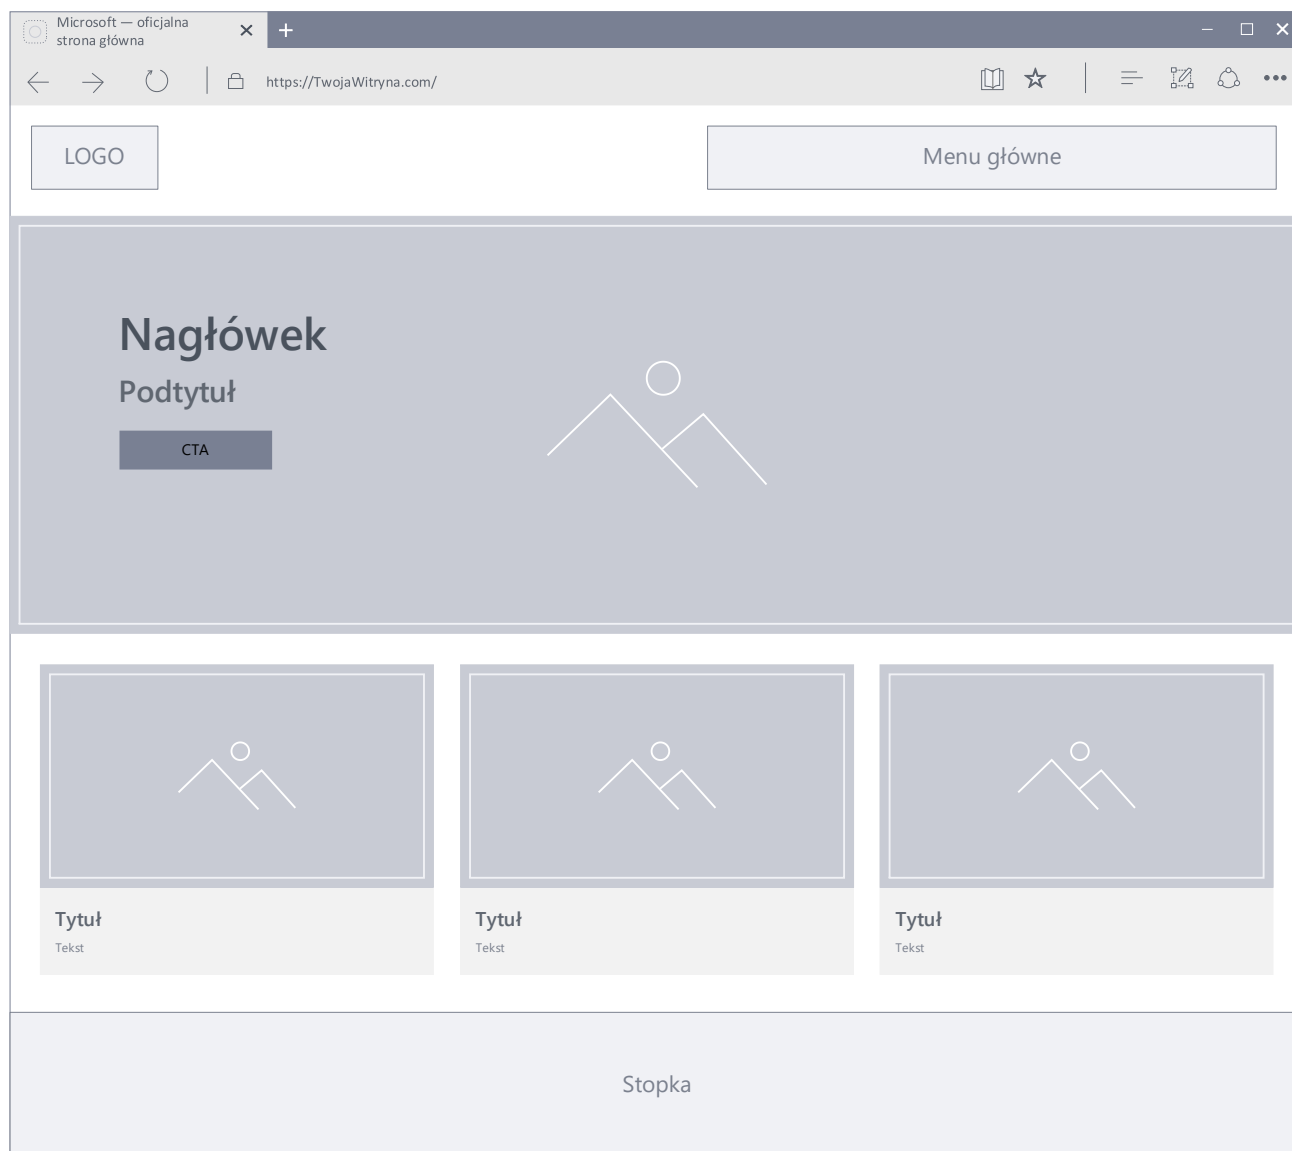 Microsoft — oficjalna
strona główna
https://TwojaWitryna.com/
LOGO
Menu główne
Nagłówek
Podtytuł
CTA
Tytuł
Tekst
Tytuł
Tekst
Tytuł
Tekst
Stopka